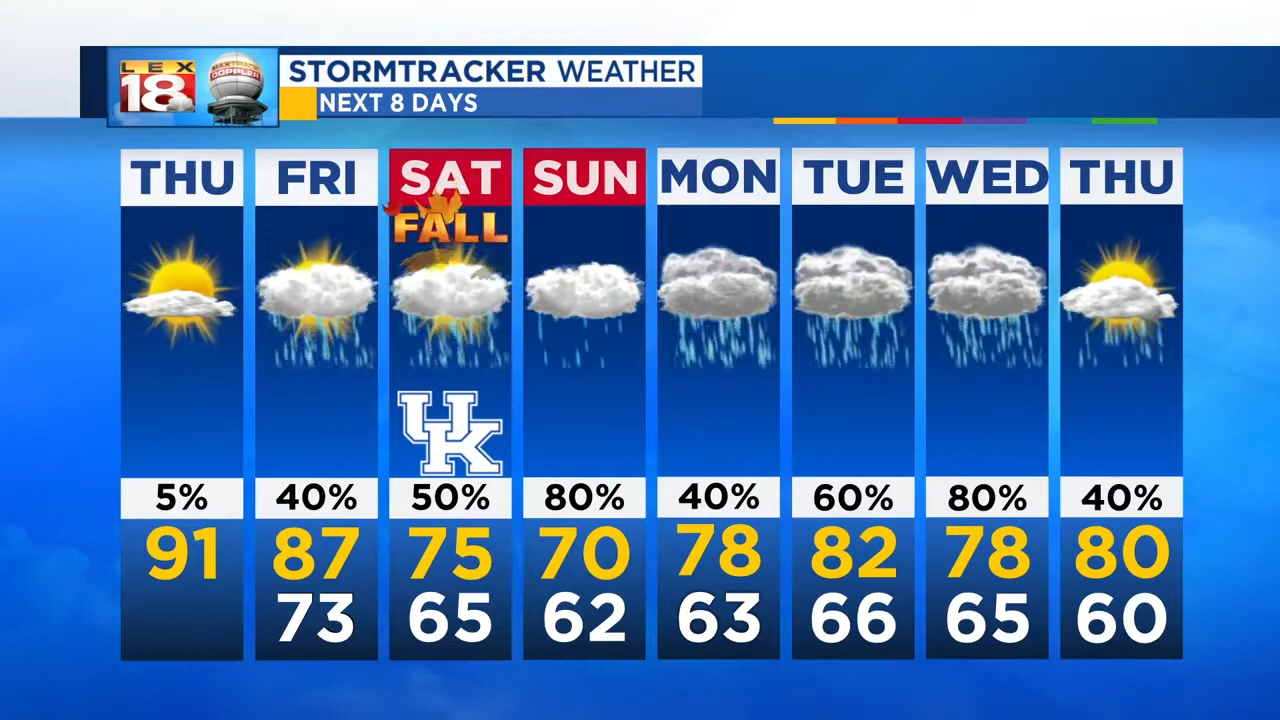 LEX
18
MAXTRACK
DOPPLER
STORMTRACKER WEATHER
NEXT 8 DAYS
THU FRI SAT SUN MON TUE WED THU
FALL
UK
5% 40% 50% 80% 40% 60% 80% 40%
91 87 75 70 78 82 78 80
73 65 62 63 66 65 60